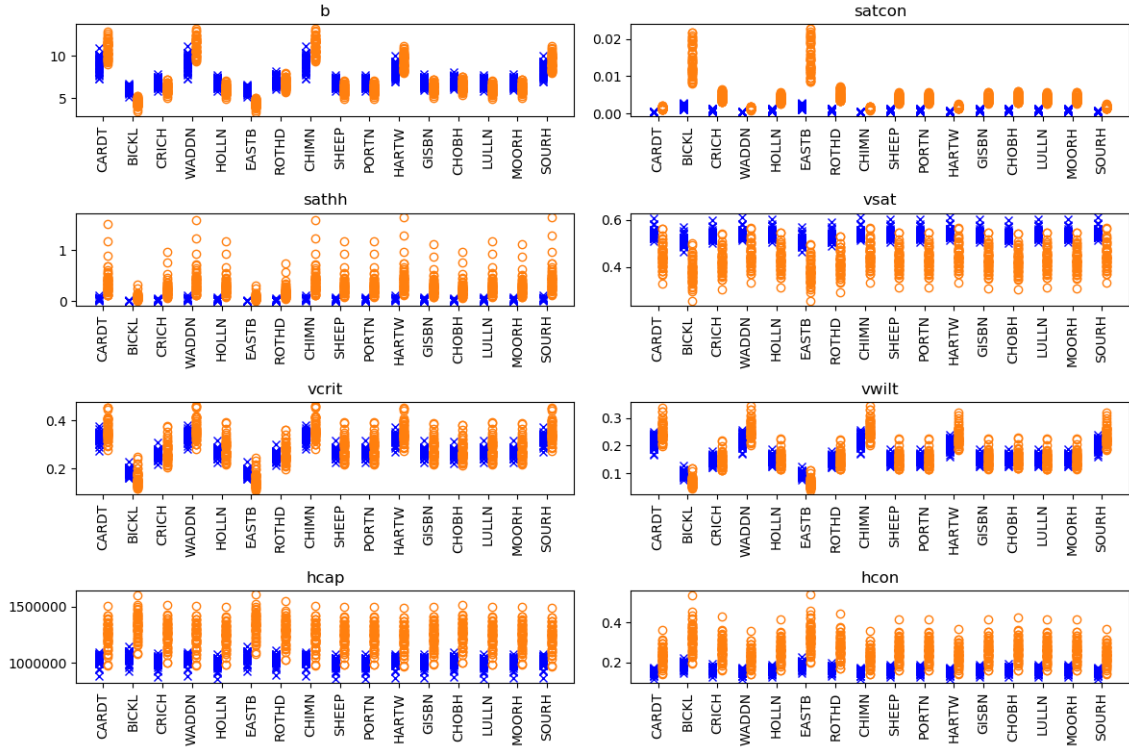 b
10
5
CARDT BICKL CRICH WADDN HOLLN EASTB ROTHD CHIMN SHEEP PORTN HARTW GISBN CHOBH LULLN MOORH SOURH
satcon
0.02
0.01
0.00
CARDT BICKL CRICH WADDN HOLLN EASTB ROTHD CHIMN SHEEP PORTN HARTW GISBN CHOBH LULLN MOORH SOURH
sathh
1
0
CARDT BICKL CRICH WADDN HOLLN EASTB ROTHD CHIMN SHEEP PORTN HARTW GISBN CHOBH LULLN MOORH SOURH
vsat
0.6
0.4
CARDT BICKL CRICH WADDN HOLLN EASTB ROTHD CHIMN SHEEP PORTN HARTW GISBN CHOBH LULLN MOORH SOURH
vcrit
0.4
0.2
CARDT BICKL CRICH WADDN HOLLN EASTB ROTHD CHIMN SHEEP PORTN HARTW GISBN CHOBH LULLN MOORH SOURH
vwilt
0.3
0.2
0.1
CARDT BICKL CRICH WADDN HOLLN EASTB ROTHD CHIMN SHEEP PORTN HARTW GISBN CHOBH LULLN MOORH SOURH
hcap
1500000
1000000
CARDT BICKL CRICH WADDN HOLLN EASTB ROTHD CHIMN SHEEP PORTN HARTW GISBN CHOBH LULLN MOORH SOURH
hcon
0.4
0.2
CARDT BICKL CRICH WADDN HOLLN EASTB ROTHD CHIMN SHEEP PORTN HARTW GISBN CHOBH LULLN MOORH SOURH